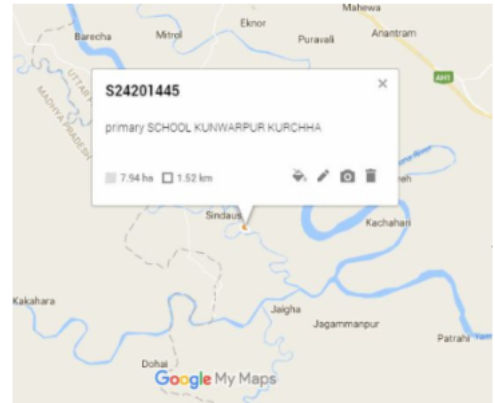 Mahewa
Eknor
Barecha
Mitrol
Puravali
Anantram
AH1
UTTAR
MADHYA PRADESH
S24201445
primary SCHOOL KUNWARPUR KURCHHA
7.94 ha 1.52 km
Sindaus
Kachahari
Kakahara
Jaigha
Jagammanpur
Patrahi
Dohai
Google My Maps